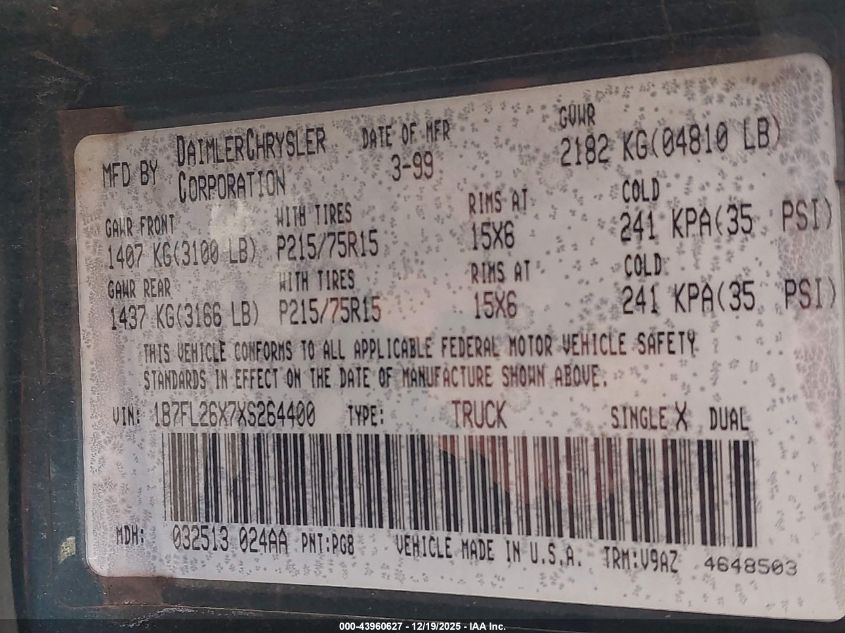 MFD BY DAIMLERCHRYSLER CORPORATION DATE OF MFR 3-99 GVWR 2182 KG(04810 LB)
GAWR FRONT WITH TIRES RIMS AT COLD
1407 KG(3100 LB) P215/75R15 15X6 241 KPA(35 PSI)
GAWR REAR WITH TIRES RIMS AT COLD
1437 KG(3166 LB) P215/75R15 15X6 241 KPA(35 PSI)
THIS VEHICLE CONFORMS TO ALL APPLICABLE FEDERAL MOTOR VEHICLE SAFETY
STANDARDS IN EFFECT ON THE DATE OF MANUFACTURE SHOWN ABOVE.
VIN: 1B7FL26X7XS264400 TYPE: TRUCK SINGLE X DUAL
MDH: 032513 024AA PNT:PG8 VEHICLE MADE IN U.S.A. TRM:V9AZ 4648503
000-43960627 - 12/19/2025 - IAA Inc.